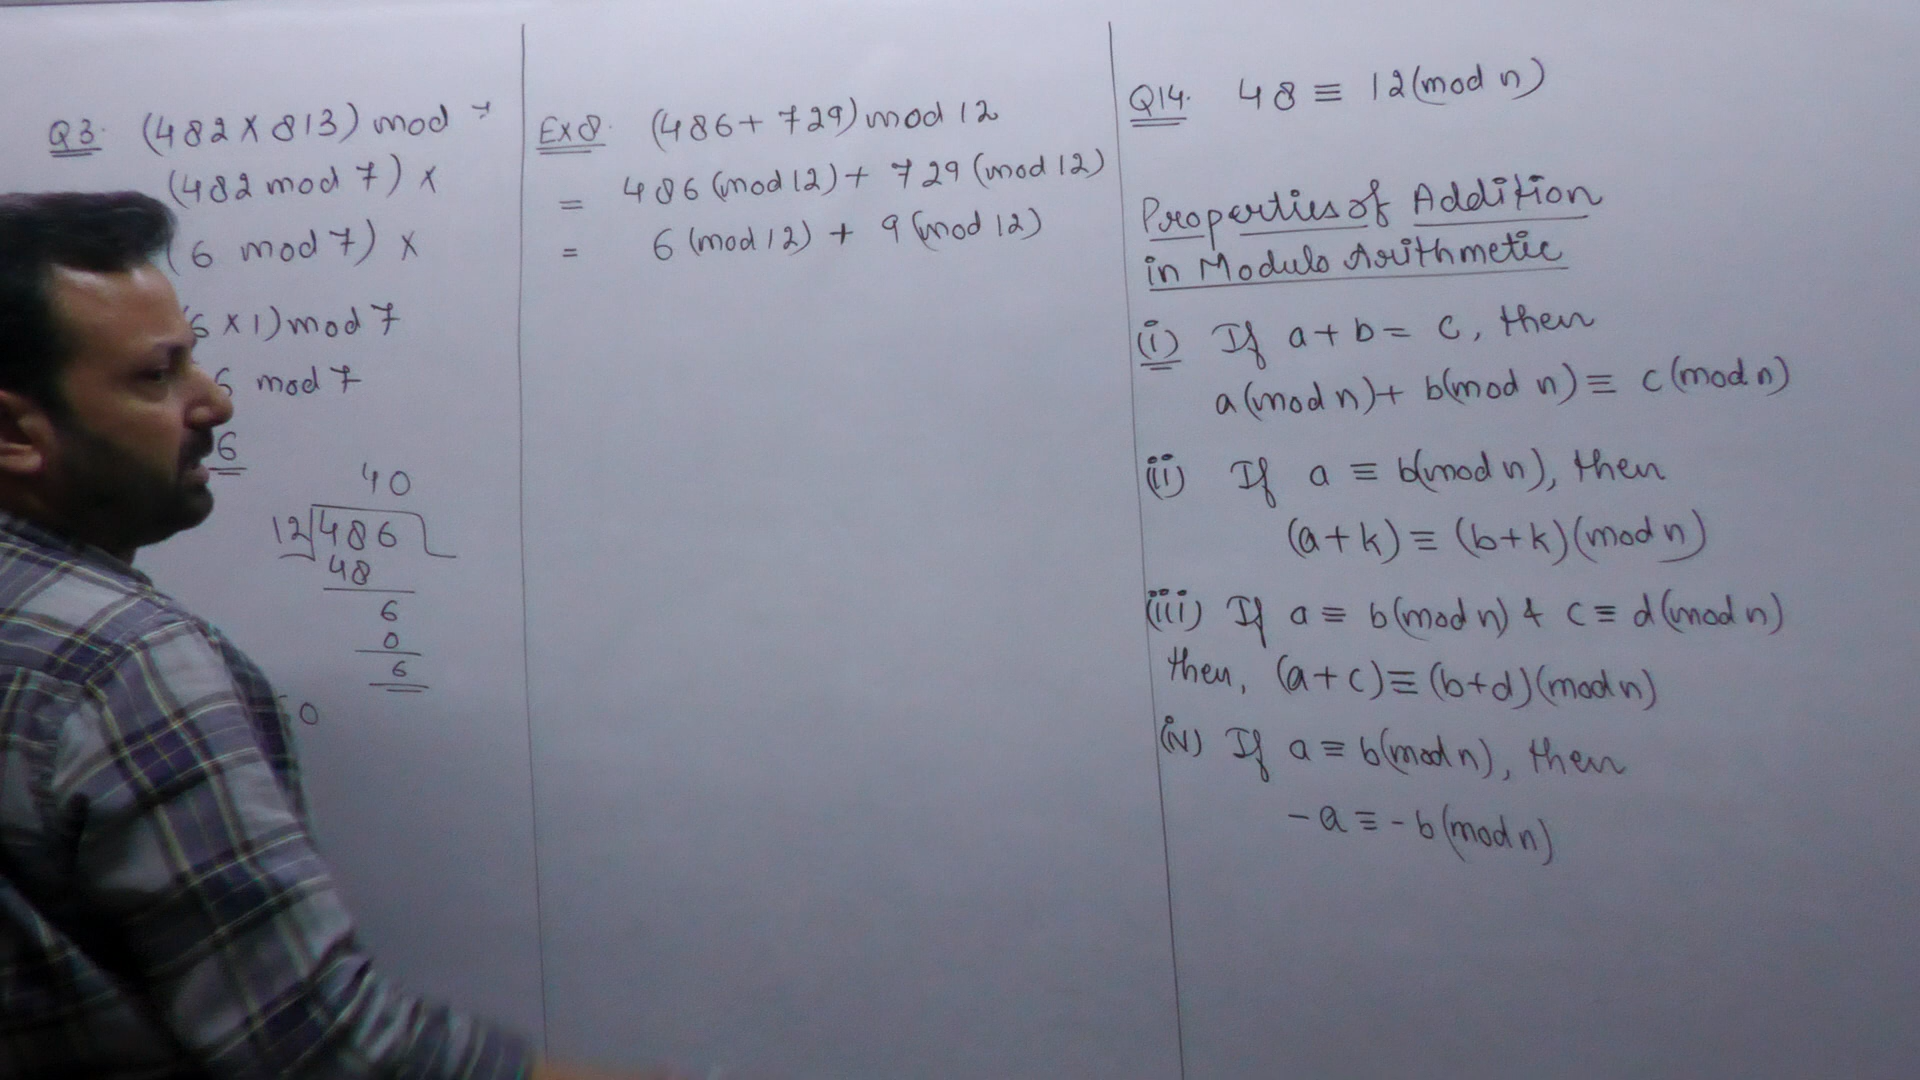 Q3. (482 × 813) mod 7
(482 mod 7) ×
(6 mod 7) ×
6 × 1) mod 7
6 mod 7
6
40
12 486
48
6
0
6
0
Ex8. (486 + 729) mod 12
= 486 (mod 12) + 729 (mod 12)
= 6 (mod 12) + 9 (mod 12)
Q14. 48 ≡ 12 (mod n)
Properties of Addition
in Modulo Arithmetic
(i) If a + b = c, then
a (mod n) + b (mod n) ≡ c (mod n)
(ii) If a ≡ b (mod n), then
(a + k) ≡ (b + k) (mod n)
(iii) If a ≡ b (mod n) & c ≡ d (mod n)
then, (a + c) ≡ (b + d) (mod n)
(iv) If a ≡ b (mod n), then
-a ≡ -b (mod n)